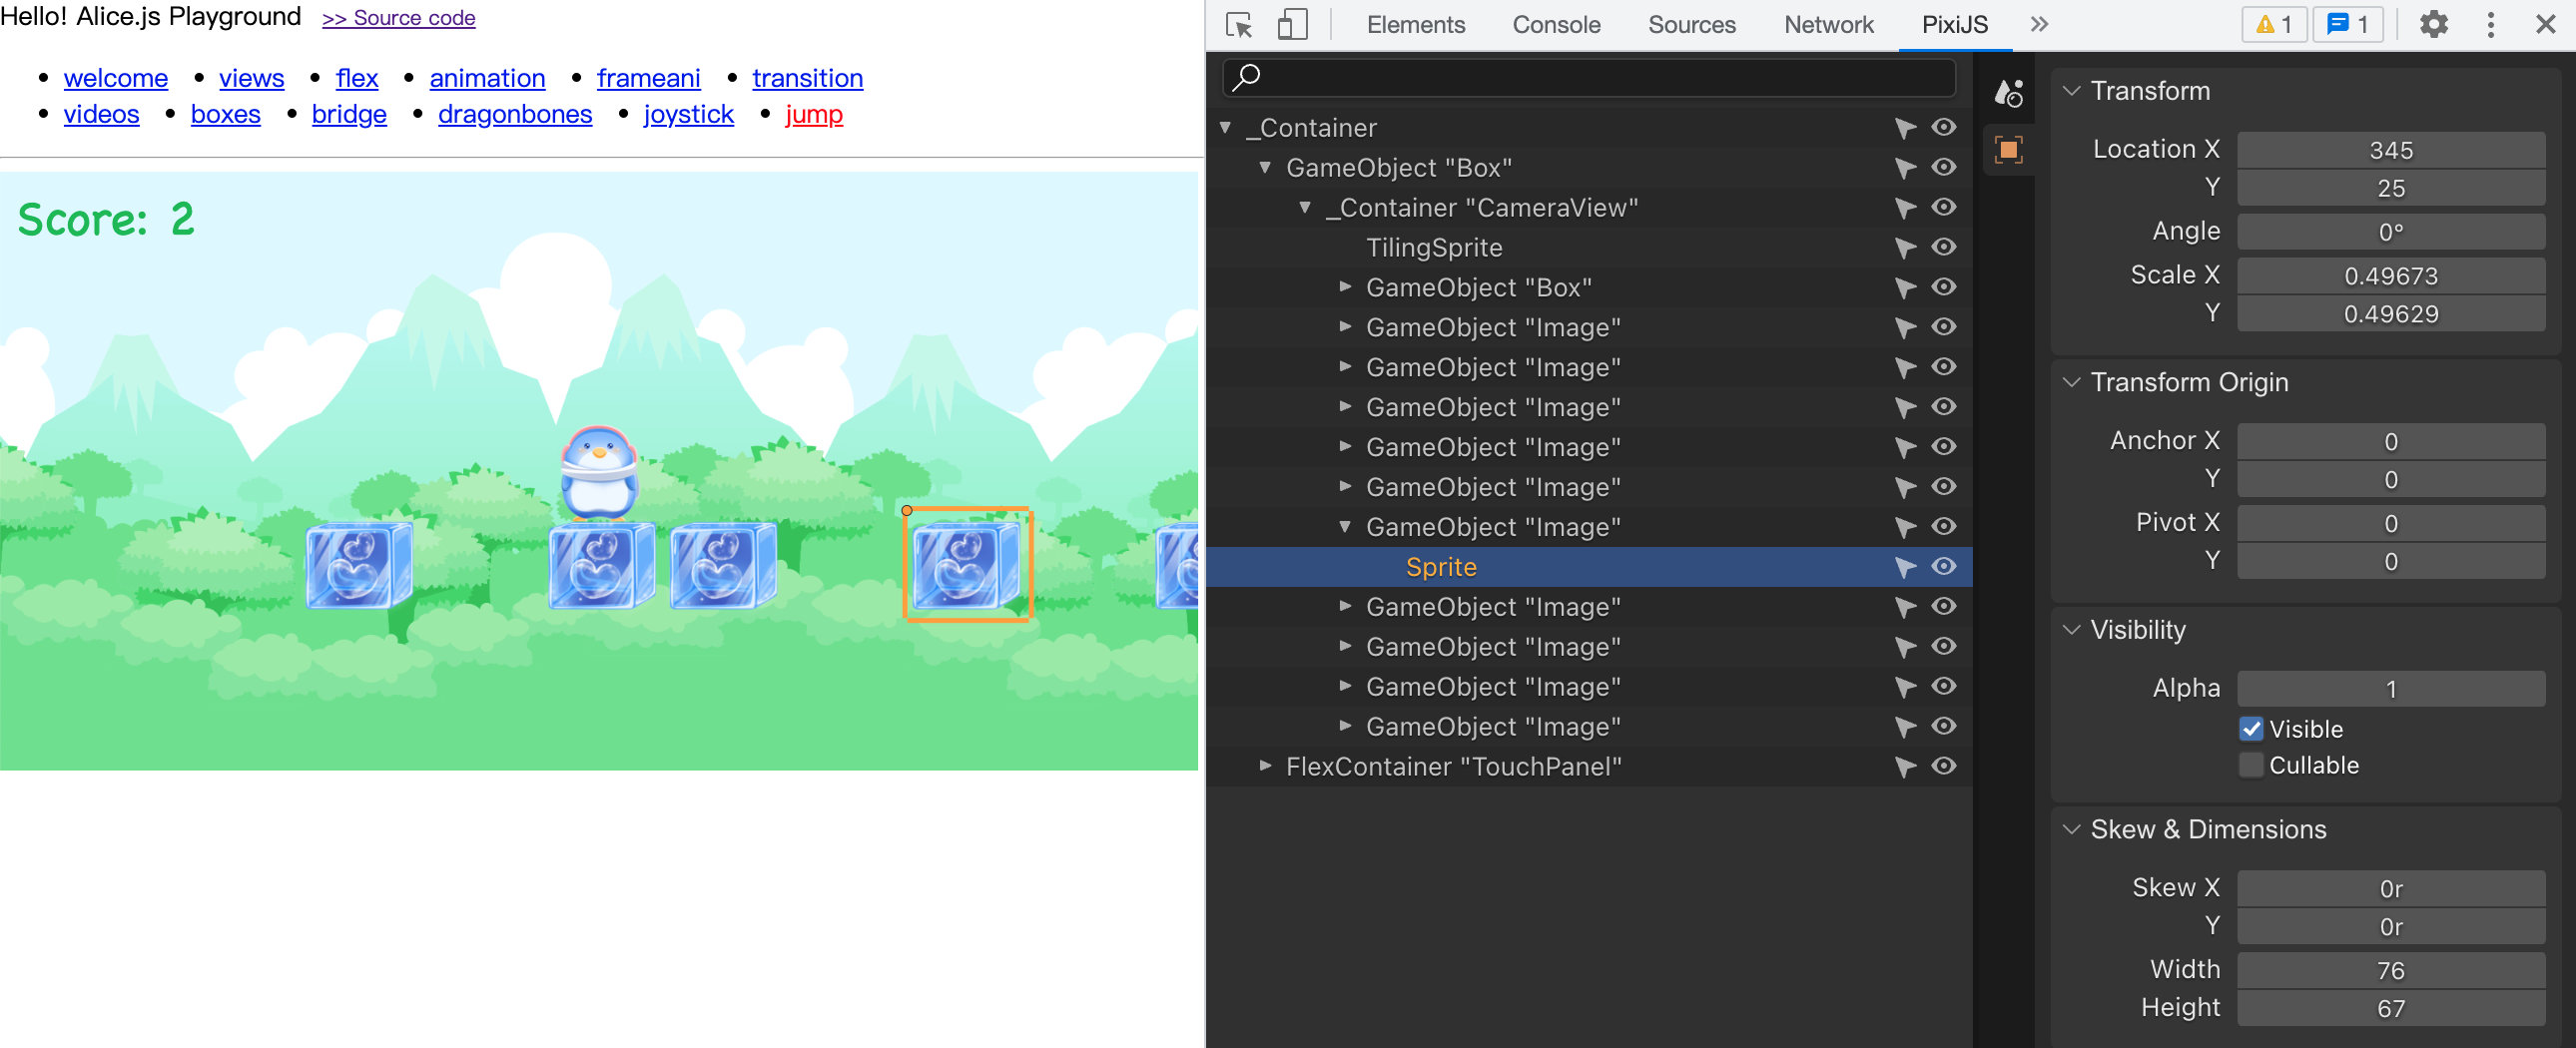 Hello! Alice.js Playground >> Source code
welcome views flex animation frameani transition
videos boxes bridge dragonbones joystick jump
Score: 2
Elements Console Sources Network PixiJS 1 1
_Container
GameObject "Box"
_Container "CameraView"
TilingSprite
GameObject "Box"
GameObject "Image"
GameObject "Image"
GameObject "Image"
GameObject "Image"
GameObject "Image"
GameObject "Image"
Sprite
GameObject "Image"
GameObject "Image"
GameObject "Image"
GameObject "Image"
FlexContainer "TouchPanel"
Transform
Location X 345
Y 25
Angle 0°
Scale X 0.49673
Y 0.49629
Transform Origin
Anchor X 0
Y 0
Pivot X 0
Y 0
Visibility
Alpha 1
Visible
Cullable
Skew & Dimensions
Skew X 0r
Y 0r
Width 76
Height 67